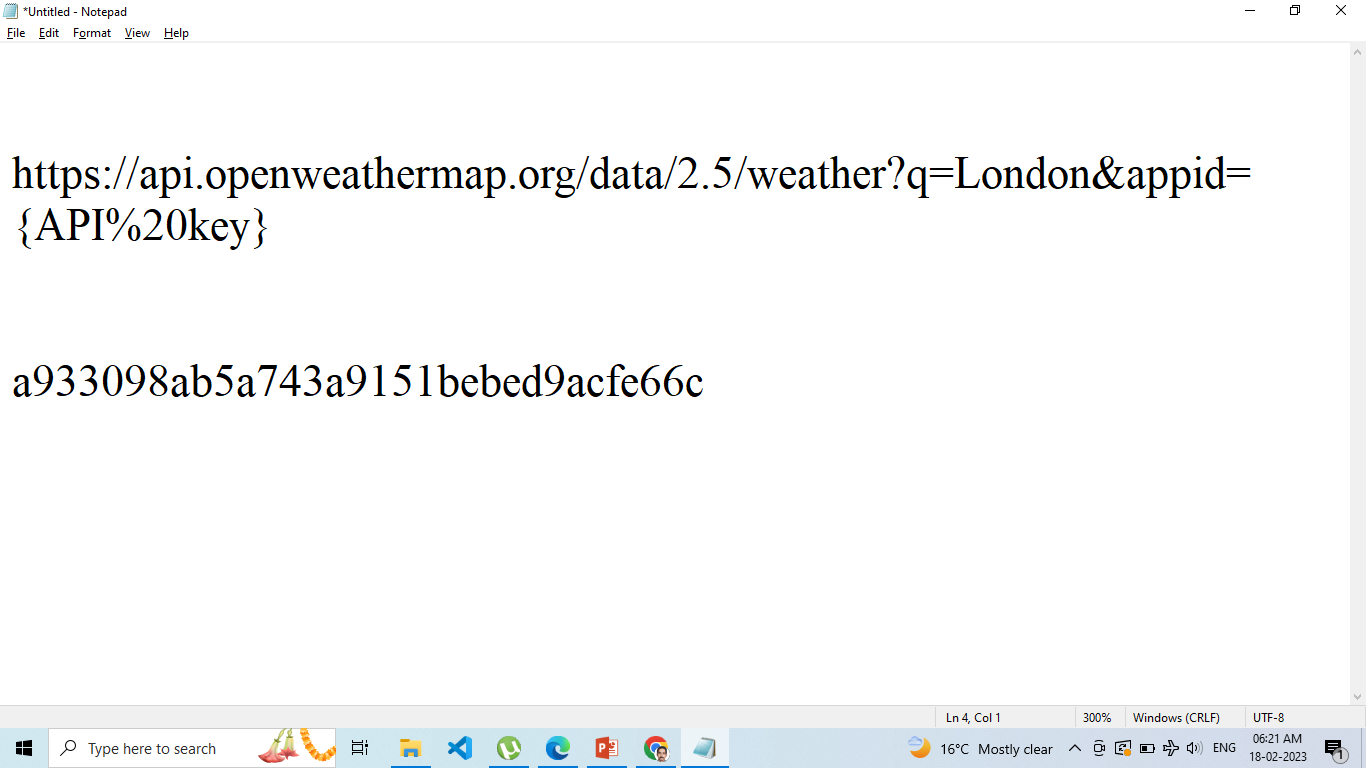 *Untitled - Notepad
File Edit Format View Help
https://api.openweathermap.org/data/2.5/weather?q=London&appid=
{API%20key}
a933098ab5a743a9151bebed9acfe66c
Ln 4, Col 1 300% Windows (CRLF) UTF-8
Type here to search 16°C Mostly clear ENG 06:21 AM
18-02-2023 1